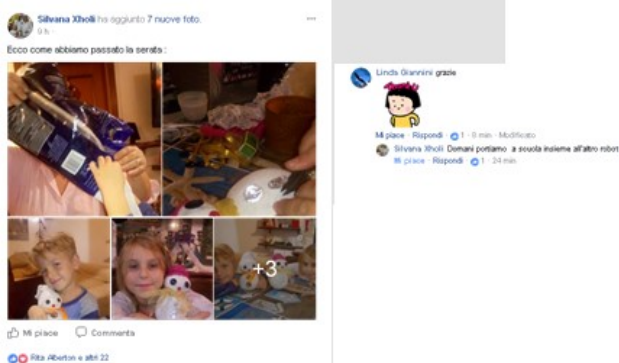 Silvana Xholli ha aggiunto 7 nuove foto.
9 h ·
Ecco come abbiamo passato la serata :
+3
Mi piace Commenta
Rita Alberton e altri 22
Linda Giannini grazie
Mi piace · Rispondi · 1 · 8 min · Modificato
Silvana Xholli Domani portiamo a scuola insieme all'altro robot
Mi piace · Rispondi · 1 · 24 min